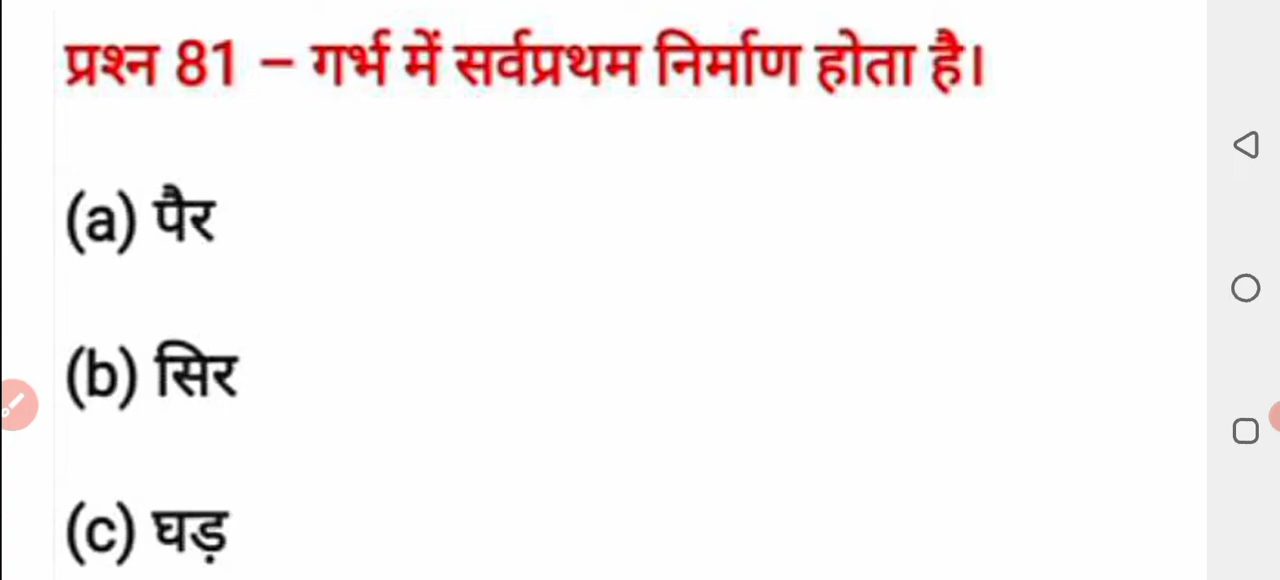 प्रश्न 81 – गर्भ में सर्वप्रथम निर्माण होता है।
(a) पैर
(b) सिर
(c) घड़